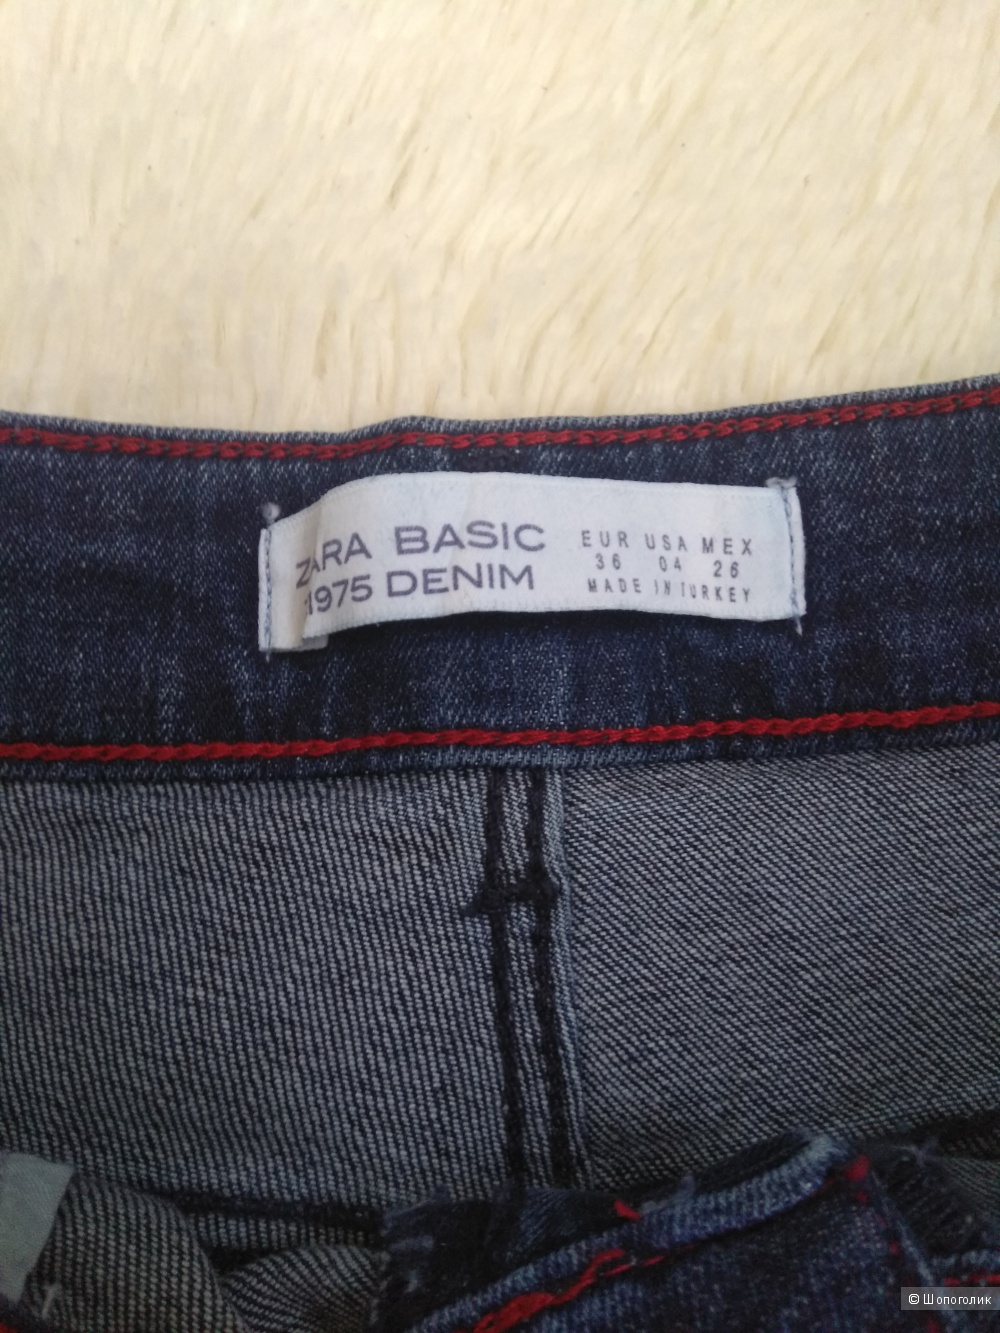 ZARA BASIC
1975 DENIM
EUR USA MEX
36 04 26
MADE IN TURKEY
© Шопоголик